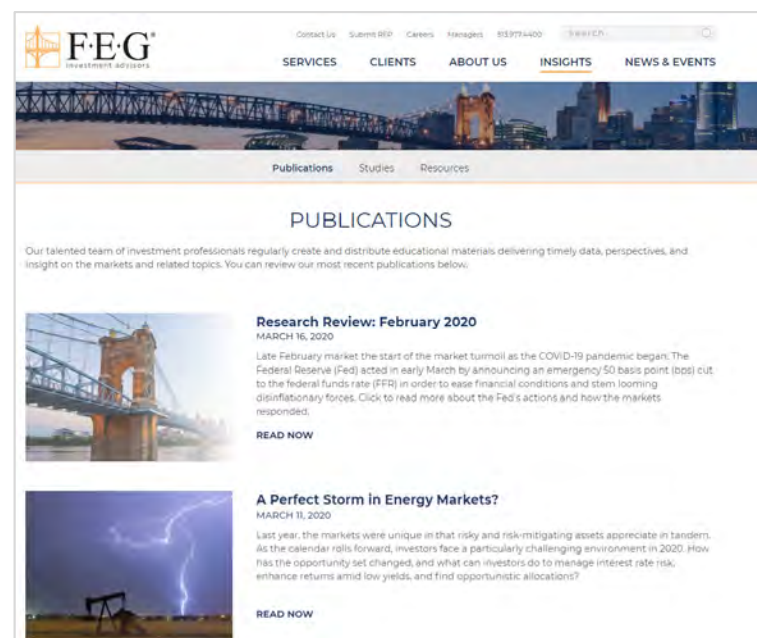 F·E·G®
investment advisors
Contact Us Submit RFP Careers Managers 513.977.4400 Search
SERVICES CLIENTS ABOUT US INSIGHTS NEWS & EVENTS
Publications Studies Resources
PUBLICATIONS
Our talented team of investment professionals regularly create and distribute educational materials delivering timely data, perspectives, and
insight on the markets and related topics. You can review our most recent publications below.
Research Review: February 2020
MARCH 16, 2020
Late February market the start of the market turmoil as the COVID-19 pandemic began. The
Federal Reserve (Fed) acted in early March by announcing an emergency 50 basis point (bps) cut
to the federal funds rate (FFR) in order to ease financial conditions and stem looming
disinflationary forces. Click to read more about the Fed's actions and how the markets
responded.
READ NOW
A Perfect Storm in Energy Markets?
MARCH 11, 2020
Last year, the markets were unique in that risky and risk-mitigating assets appreciate in tandem.
As the calendar rolls forward, investors face a particularly challenging environment in 2020. How
has the opportunity set changed, and what can investors do to manage interest rate risk,
enhance returns amid low yields, and find opportunistic allocations?
READ NOW